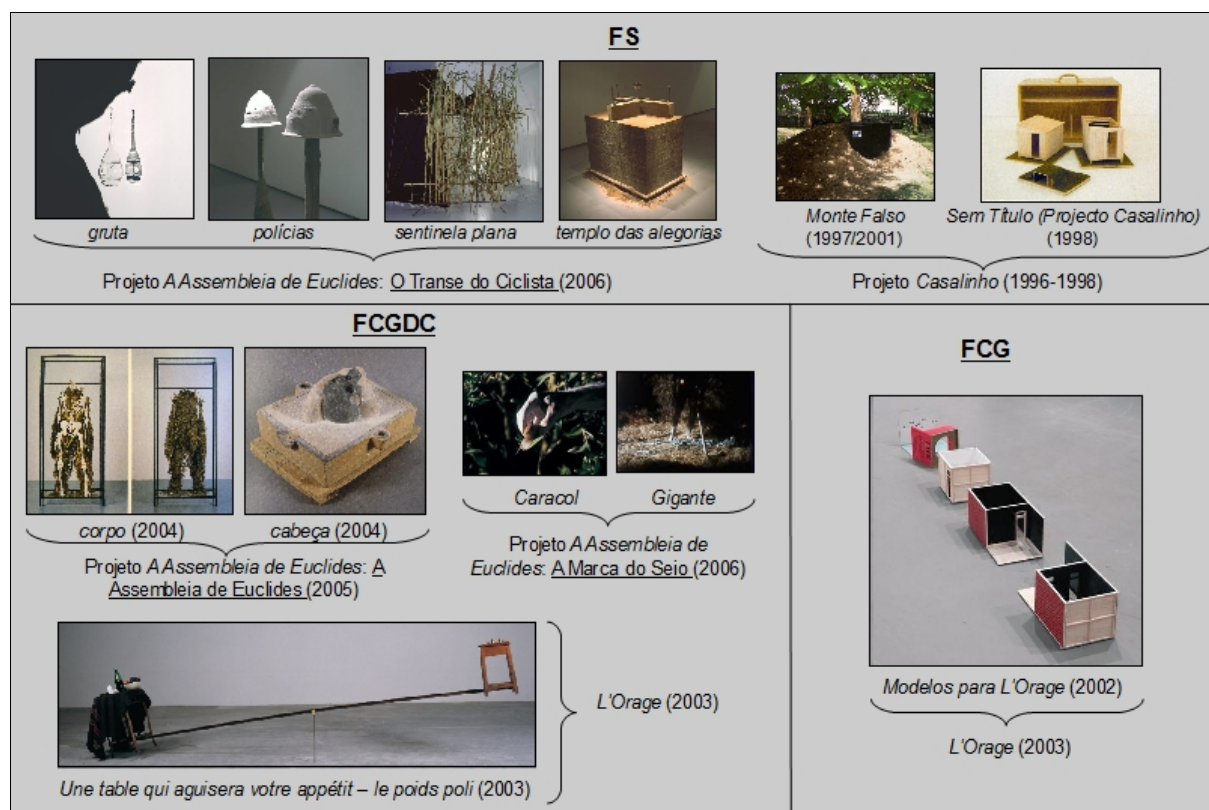 FS
gruta
polícias
sentinela plana
templo das alegorias
Monte Falso
(1997/2001)
Sem Título (Projecto Casalinho)
(1998)
Projeto A Assembleia de Euclides: O Transe do Ciclista (2006)
Projeto Casalinho (1996-1998)
FCGDC
corpo (2004)
cabeça (2004)
Projeto A Assembleia de Euclides: A
Assembleia de Euclides (2005)
Caracol
Gigante
Projeto A Assembleia de
Euclides: A Marca do Seio (2006)
L'Orage (2003)
Une table qui aguisera votre appétit – le poids poli (2003)
FCG
Modelos para L'Orage (2002)
L'Orage (2003)